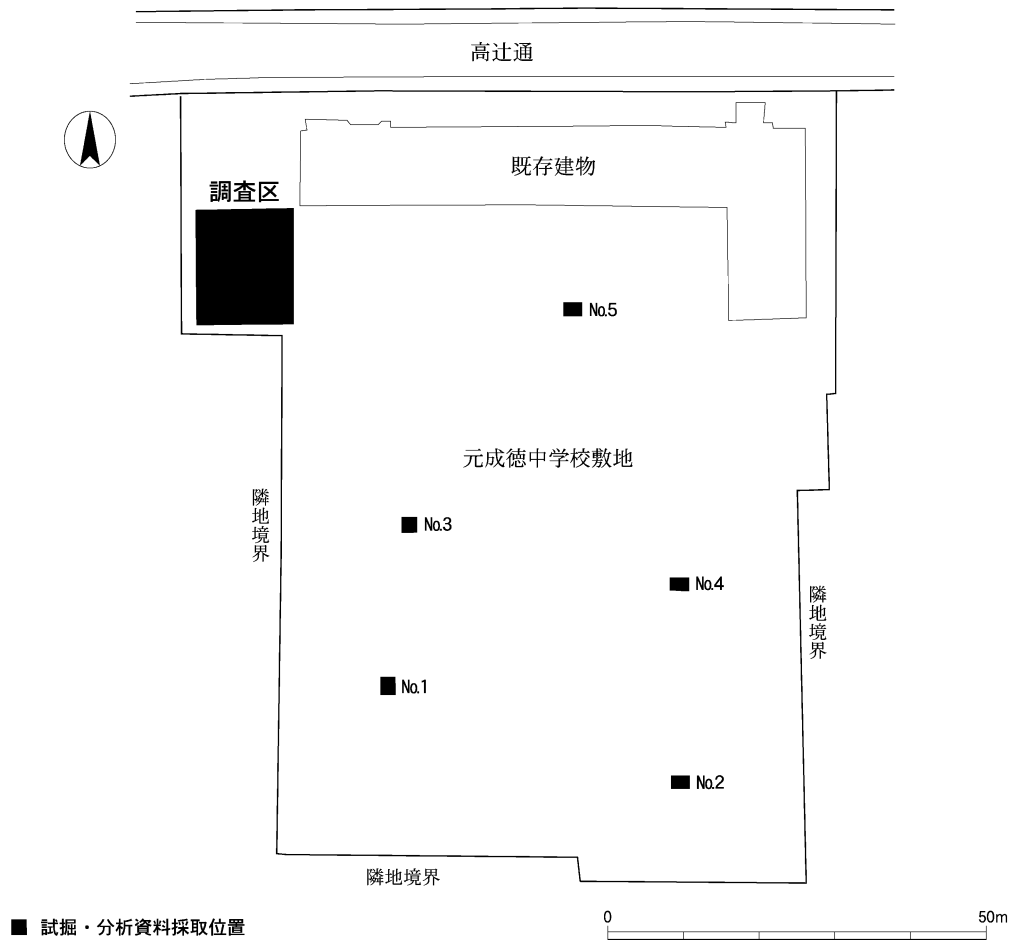 高辻通
既存建物
調査区
No.5
元成徳中学校敷地
隣地境界
No.3
No.4
隣地境界
No.1
No.2
隣地境界
試掘・分析資料採取位置
0 50m